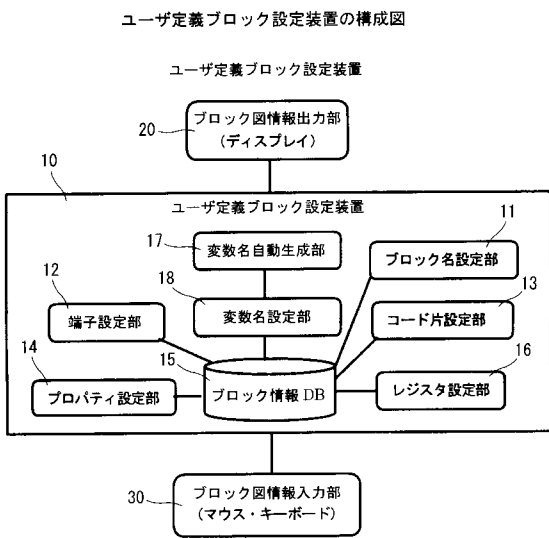 ユーザ定義ブロック設定装置の構成図
ユーザ定義ブロック設定装置
20
ブロック図情報出力部
(ディスプレイ)
10
ユーザ定義ブロック設定装置
17
変数名自動生成部
11
ブロック名設定部
12
端子設定部
18
変数名設定部
13
コード片設定部
14
プロパティ設定部
15
ブロック情報 DB
16
レジスタ設定部
30
ブロック図情報入力部
(マウス・キーボード)